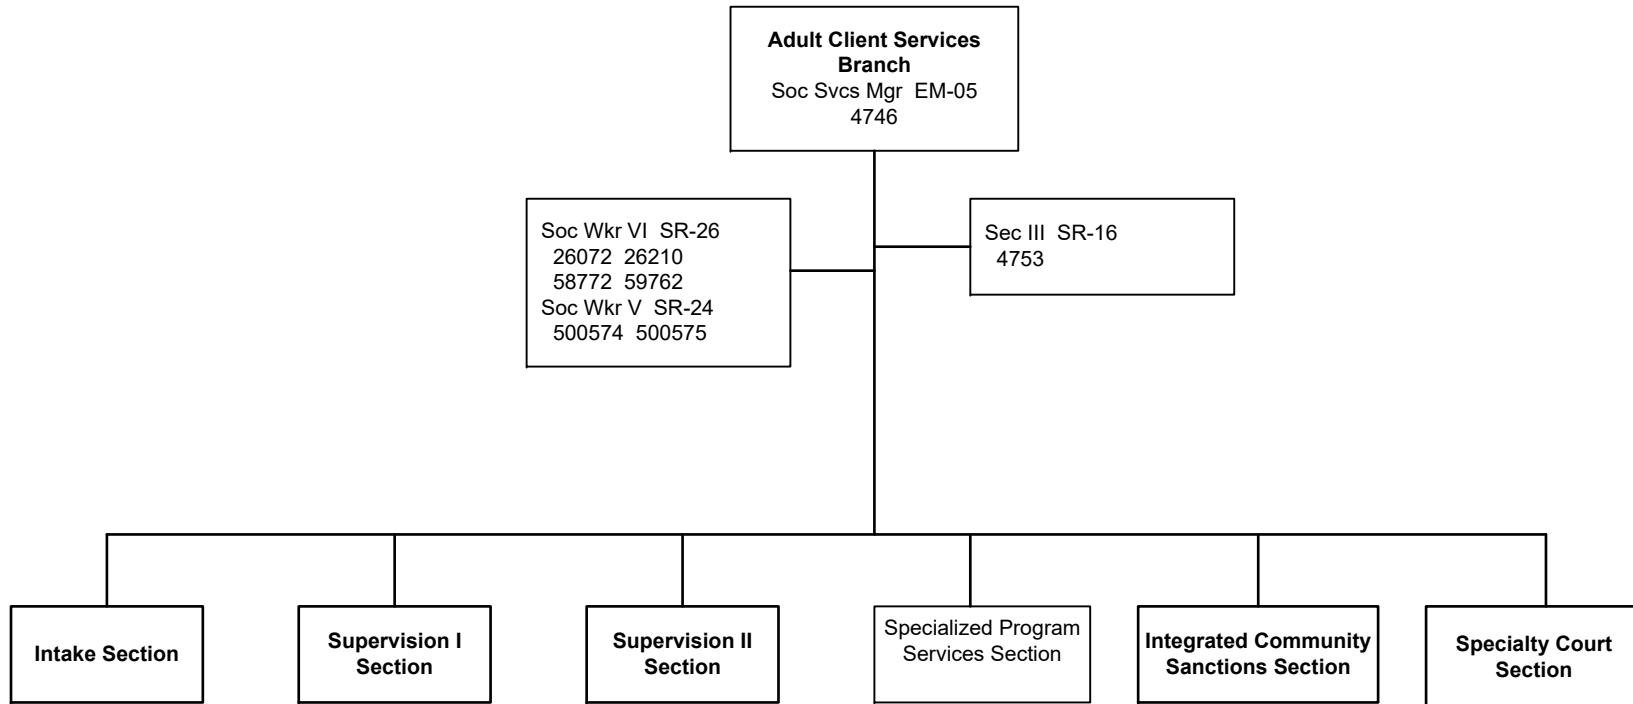 Adult Client Services
Branch
Soc Svcs Mgr  EM-05
4746
Soc Wkr VI  SR-26
26072  26210
58772  59762
Soc Wkr V  SR-24
500574  500575
Sec III  SR-16
4753
Intake Section
Supervision I
Section
Supervision II
Section
Specialized Program
Services Section
Integrated Community
Sanctions Section
Specialty Court
Section